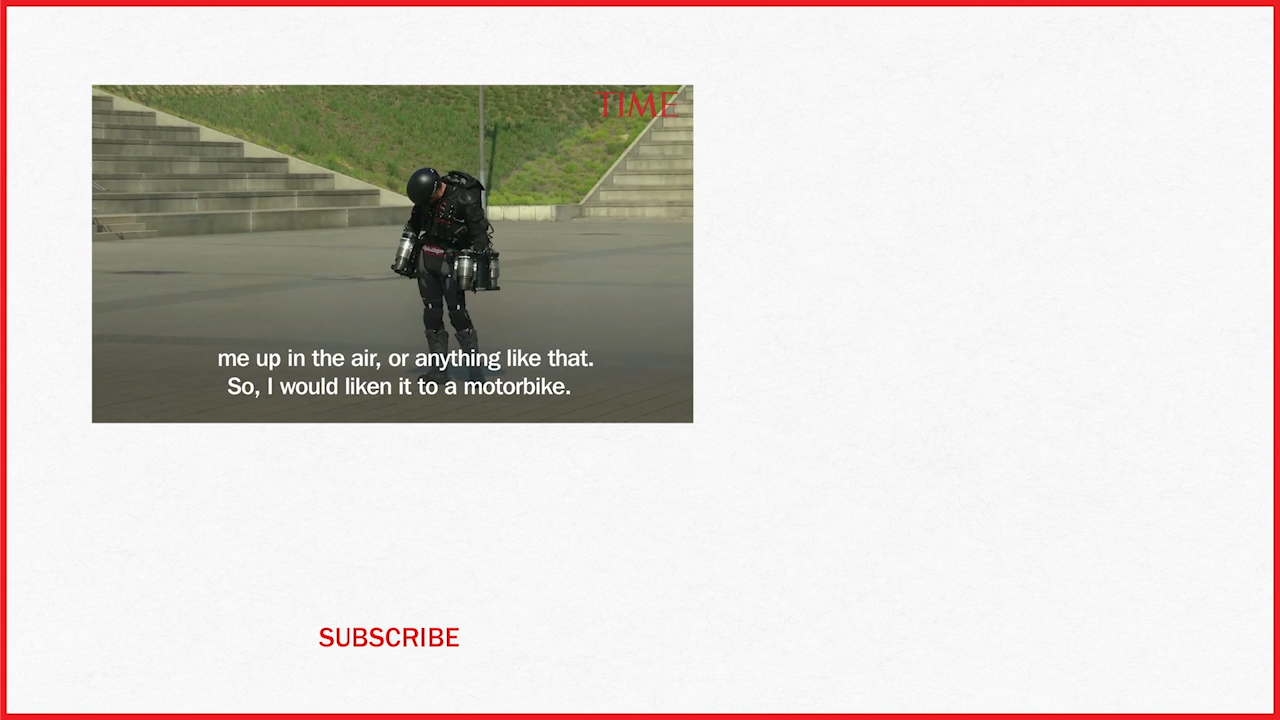 TIME
me up in the air, or anything like that.
So, I would liken it to a motorbike.
SUBSCRIBE